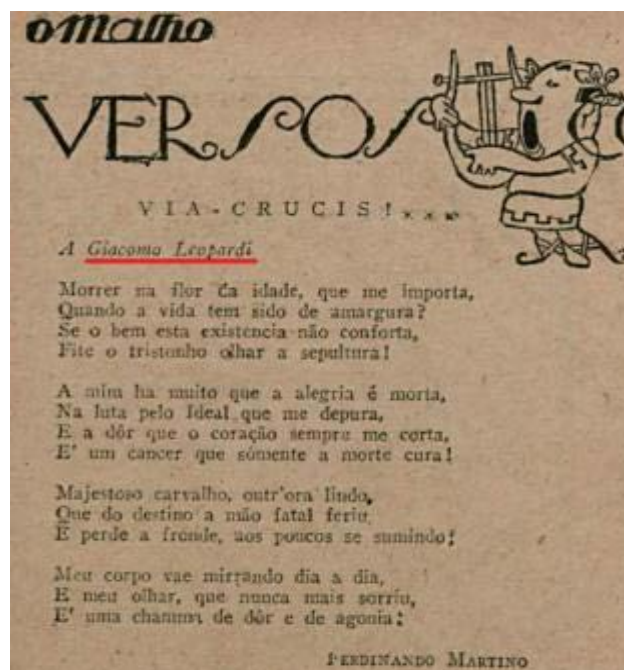 O Malho
VERSOS
VIA-CRUCIS!...
A Giacomo Leopardi
Morrer na flor da idade, que me importa,
Quando a vida tem sido de amargura?
Se o bem esta existencia não conforta,
Fite o tristonho olhar a sepultura!
A mim ha muito que a alegria é morta,
Na luta pelo Ideal que me depura,
E a dôr que o coração sempre me corta,
E' um cancer que sómente a morte cura!
Majestoso carvalho, outr'ora lindo,
Que do destino a mão fatal feriu
E perde a fronde, aos poucos se sumindo!
Meu corpo vae mirrando dia a dia,
E meu olhar, que nunca mais sorriu,
E' uma chamma de dôr e de agonia!
FERDINANDO MARTINO